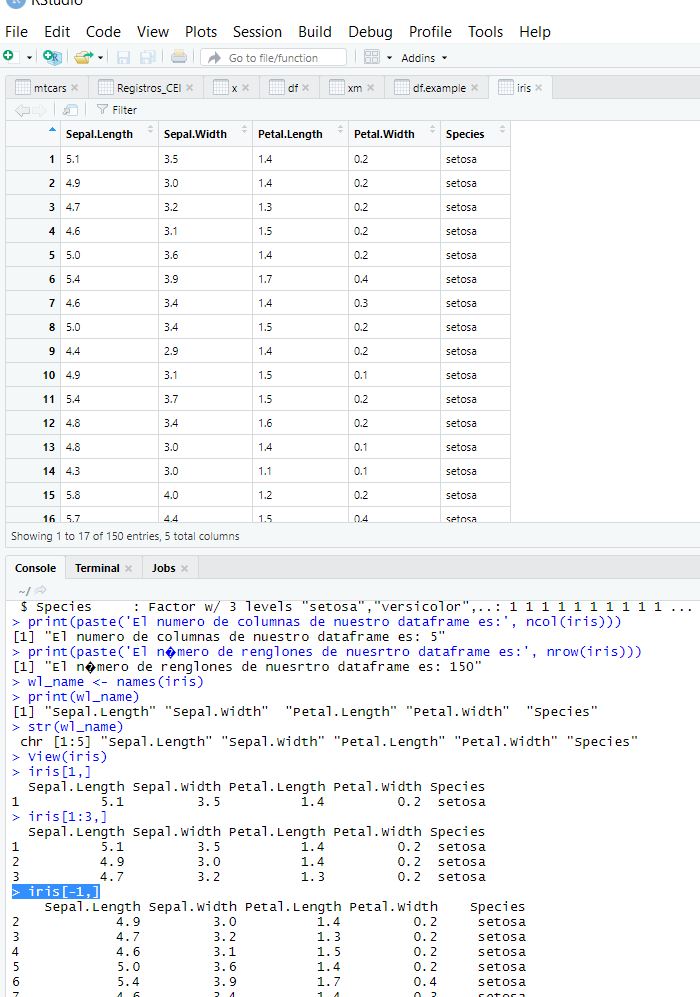 RStudio
File Edit Code View Plots Session Build Debug Profile Tools Help
Go to file/function Addins
mtcars Registros_CEI x df xm df.example iris
Filter
Sepal.Length Sepal.Width Petal.Length Petal.Width Species
1 5.1 3.5 1.4 0.2 setosa
2 4.9 3.0 1.4 0.2 setosa
3 4.7 3.2 1.3 0.2 setosa
4 4.6 3.1 1.5 0.2 setosa
5 5.0 3.6 1.4 0.2 setosa
6 5.4 3.9 1.7 0.4 setosa
7 4.6 3.4 1.4 0.3 setosa
8 5.0 3.4 1.5 0.2 setosa
9 4.4 2.9 1.4 0.2 setosa
10 4.9 3.1 1.5 0.1 setosa
11 5.4 3.7 1.5 0.2 setosa
12 4.8 3.4 1.6 0.2 setosa
13 4.8 3.0 1.4 0.1 setosa
14 4.3 3.0 1.1 0.1 setosa
15 5.8 4.0 1.2 0.2 setosa
16 5.7 4.4 1.5 0.4 setosa
Showing 1 to 17 of 150 entries, 5 total columns
Console Terminal Jobs
~/
$ Species     : Factor w/ 3 levels "setosa","versicolor",..: 1 1 1 1 1 1 1 1 1 1 ...
> print(paste('El numero de columnas de nuestro dataframe es:', ncol(iris)))
[1] "El numero de columnas de nuestro dataframe es: 5"
> print(paste('El n�mero de renglones de nuesrtro dataframe es:', nrow(iris)))
[1] "El n�mero de renglones de nuesrtro dataframe es: 150"
> wl_name <- names(iris)
> print(wl_name)
[1] "Sepal.Length" "Sepal.Width"  "Petal.Length" "Petal.Width"  "Species"
> str(wl_name)
chr [1:5] "Sepal.Length" "Sepal.Width" "Petal.Length" "Petal.Width" "Species"
> View(iris)
> iris[1,]
Sepal.Length Sepal.Width Petal.Length Petal.Width Species
1 5.1 3.5 1.4 0.2 setosa
> iris[1:3,]
Sepal.Length Sepal.Width Petal.Length Petal.Width Species
1 5.1 3.5 1.4 0.2 setosa
2 4.9 3.0 1.4 0.2 setosa
3 4.7 3.2 1.3 0.2 setosa
> iris[-1,]
Sepal.Length Sepal.Width Petal.Length Petal.Width Species
2 4.9 3.0 1.4 0.2 setosa
3 4.7 3.2 1.3 0.2 setosa
4 4.6 3.1 1.5 0.2 setosa
5 5.0 3.6 1.4 0.2 setosa
6 5.4 3.9 1.7 0.4 setosa
7 4.6 3.4 1.4 0.3 setosa